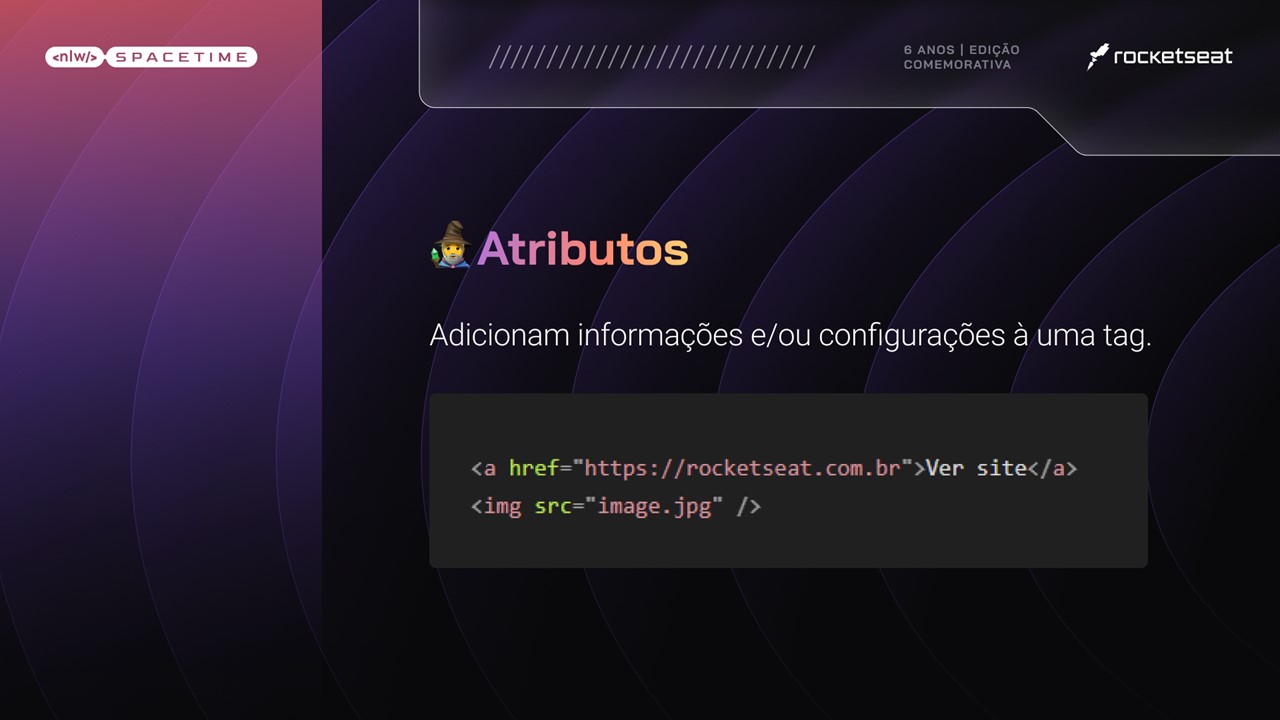 <nlw/> SPACETIME
//////////////////////////
6 ANOS | EDIÇÃO
COMEMORATIVA
rocketseat
Atributos
Adicionam informações e/ou configurações à uma tag.
<a href="https://rocketseat.com.br">Ver site</a>
<img src="image.jpg" />